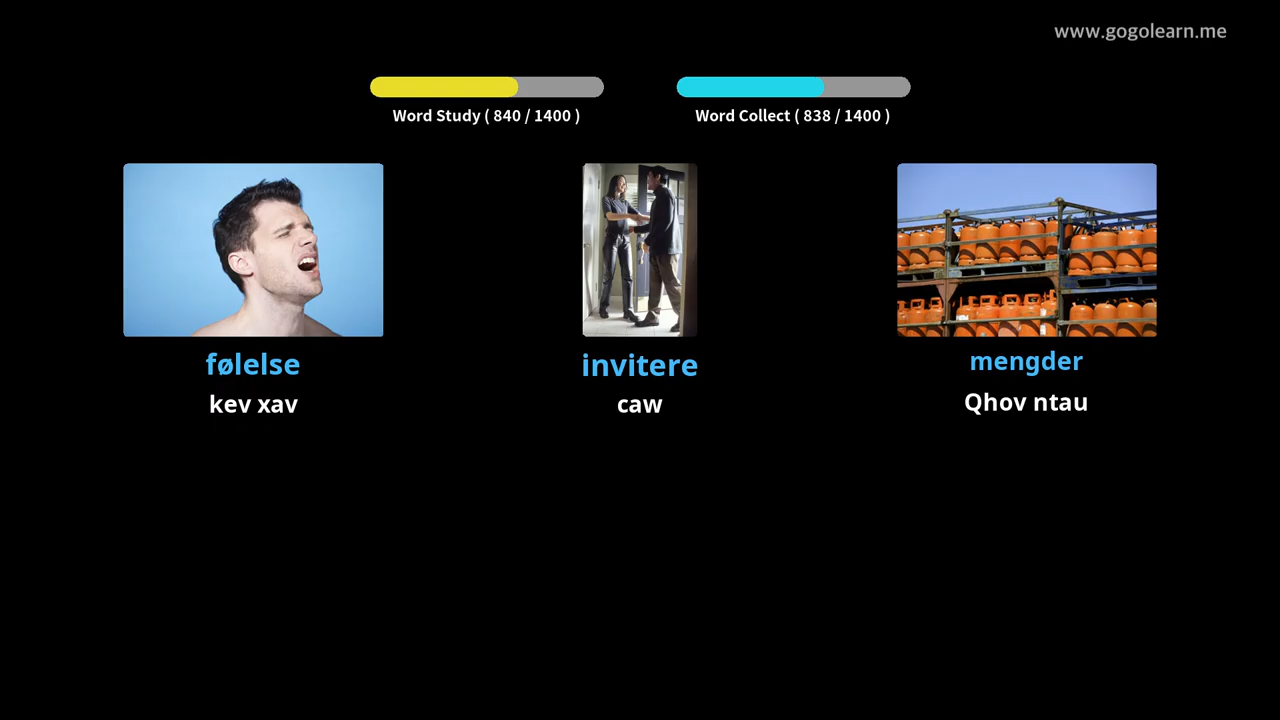 www.gogolearn.me
Word Study ( 840 / 1400 )
Word Collect ( 838 / 1400 )
følelse
kev xav
invitere
caw
mengder
Qhov ntau